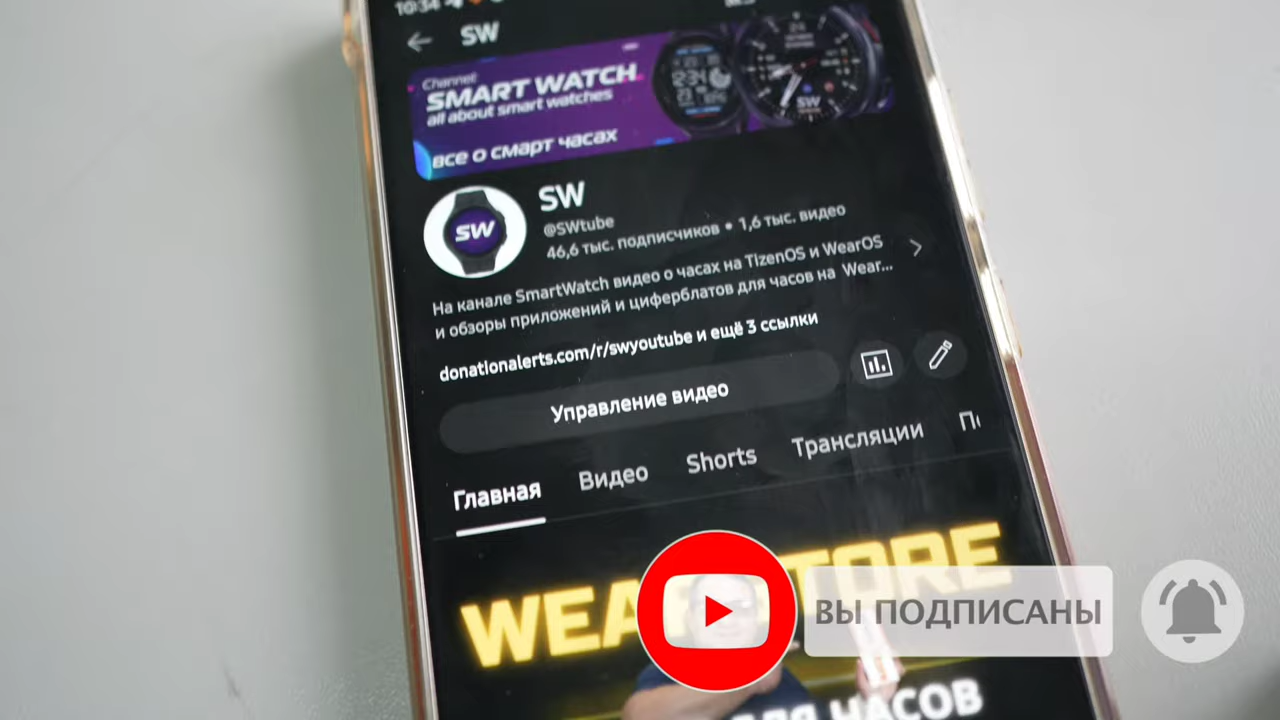 10:34
SW
Channel
SMART WATCH
all about smart watches
все о смарт часах
SW
SW
SW
@SWtube
46,6 тыс. подписчиков • 1,6 тыс. видео
На канале SmartWatch видео о часах на TizenOS и WearOS
и обзоры приложений и циферблатов для часов на Wear...
donationalerts.com/r/swyoutube и ещё 3 ссылки
Управление видео
Главная
Видео
Shorts
Трансляции
ВЫ ПОДПИСАНЫ
ЧАСОВ